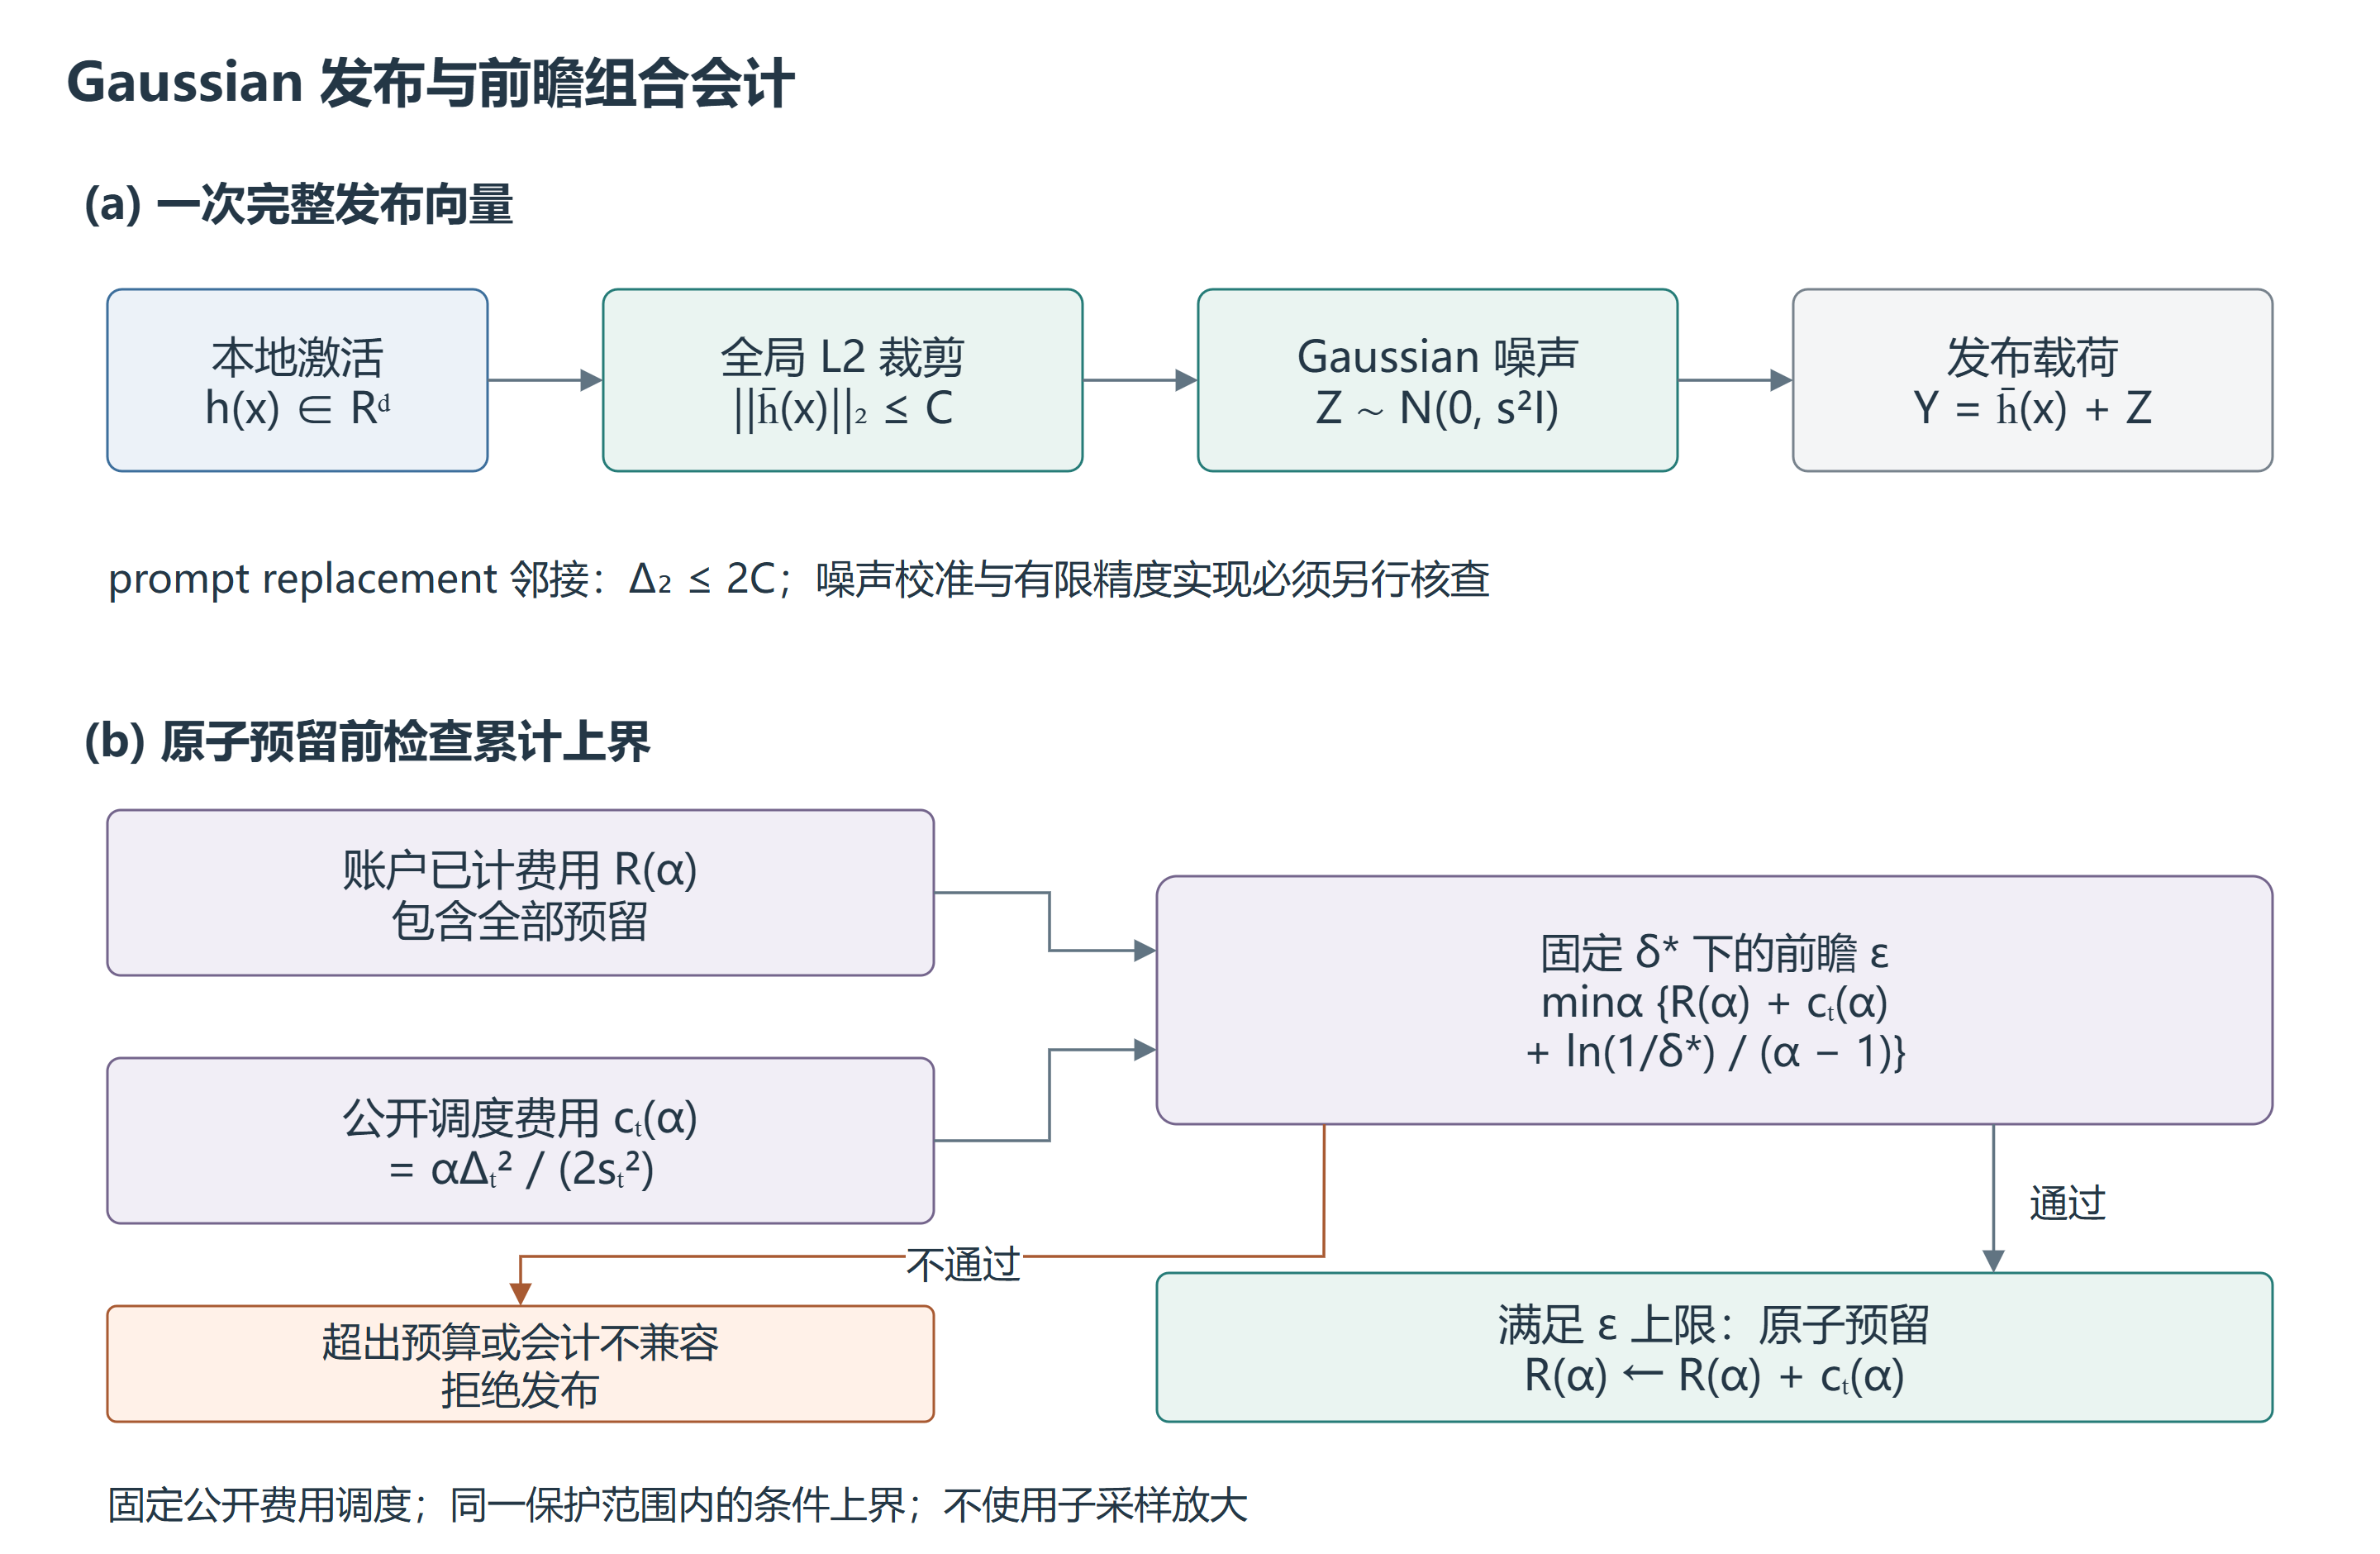 Gaussian 发布与前瞻组合会计
(a) 一次完整发布向量
本地激活
h(x) ∈ Rᵈ
全局 L2 裁剪
||h̄(x)||₂ ≤ C
Gaussian 噪声
Z ~ N(0, s²I)
发布载荷
Y = h̄(x) + Z
prompt replacement 邻接：Δ₂ ≤ 2C；噪声校准与有限精度实现必须另行核查
(b) 原子预留前检查累计上界
账户已计费用 R(α)
包含全部预留
公开调度费用 cₜ(α)
= αΔₜ² / (2sₜ²)
固定 δ* 下的前瞻 ε
minα {R(α) + cₜ(α)
+ ln(1/δ*) / (α − 1)}
不通过
通过
超出预算或会计不兼容
拒绝发布
满足 ε 上限：原子预留
R(α) ← R(α) + cₜ(α)
固定公开费用调度；同一保护范围内的条件上界；不使用子采样放大